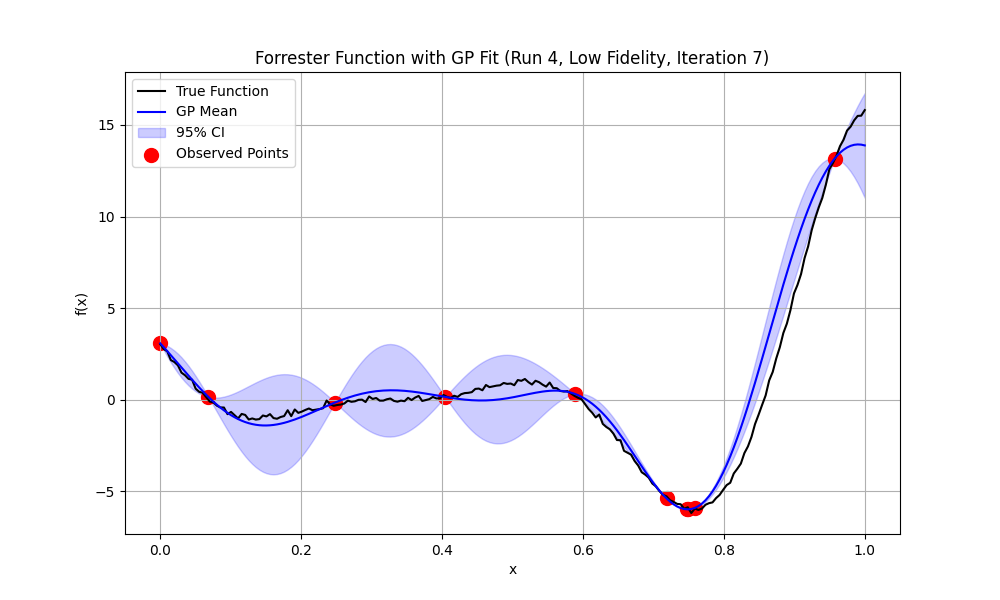 Forrester Function with GP Fit (Run 4, Low Fidelity, Iteration 7)
True Function
GP Mean
95% CI
Observed Points
f(x)
15
10
5
0
−5
0.0
0.2
0.4
0.6
0.8
1.0
x